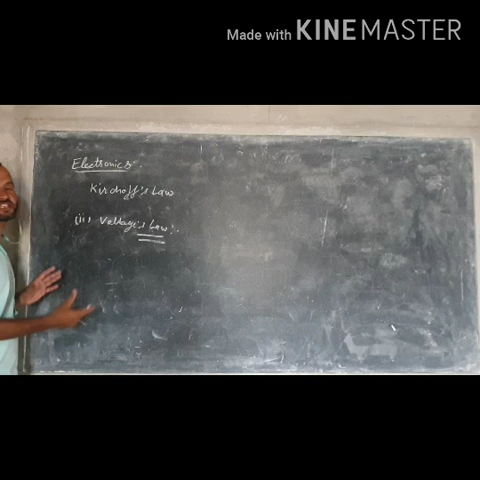 Made with KINEMASTER
Electronics:.
Kirchoff's Law
(ii) Voltage's Law:.